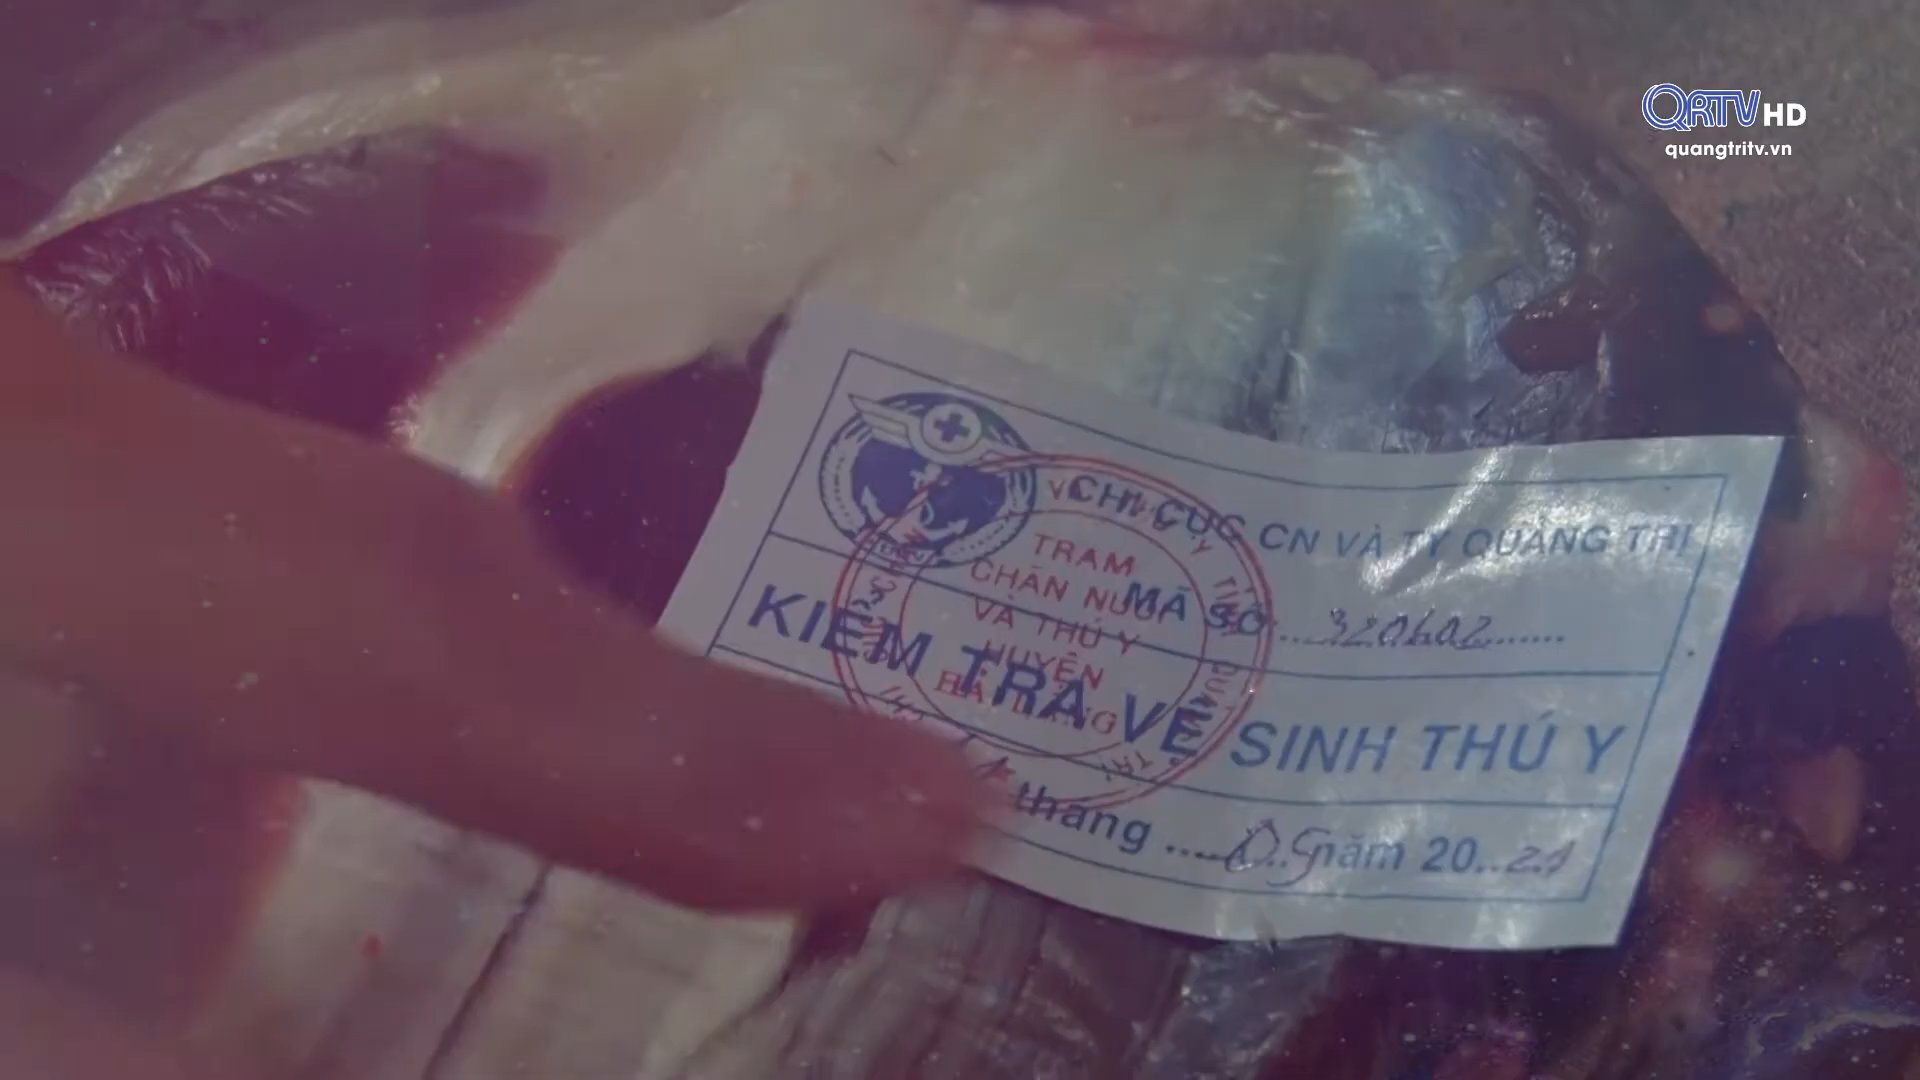 QRTV HD
quangtritv.vn
CHI CỤC CN VÀ TY QUẢNG TRỊ
MÃ SỐ ... 320602 .......
KIỂM TRA VỆ SINH THÚ Y
tháng ..... 05 năm 20..21
TRẠM
CHĂN NUÔI
VÀ THÚ Y
HUYỆN